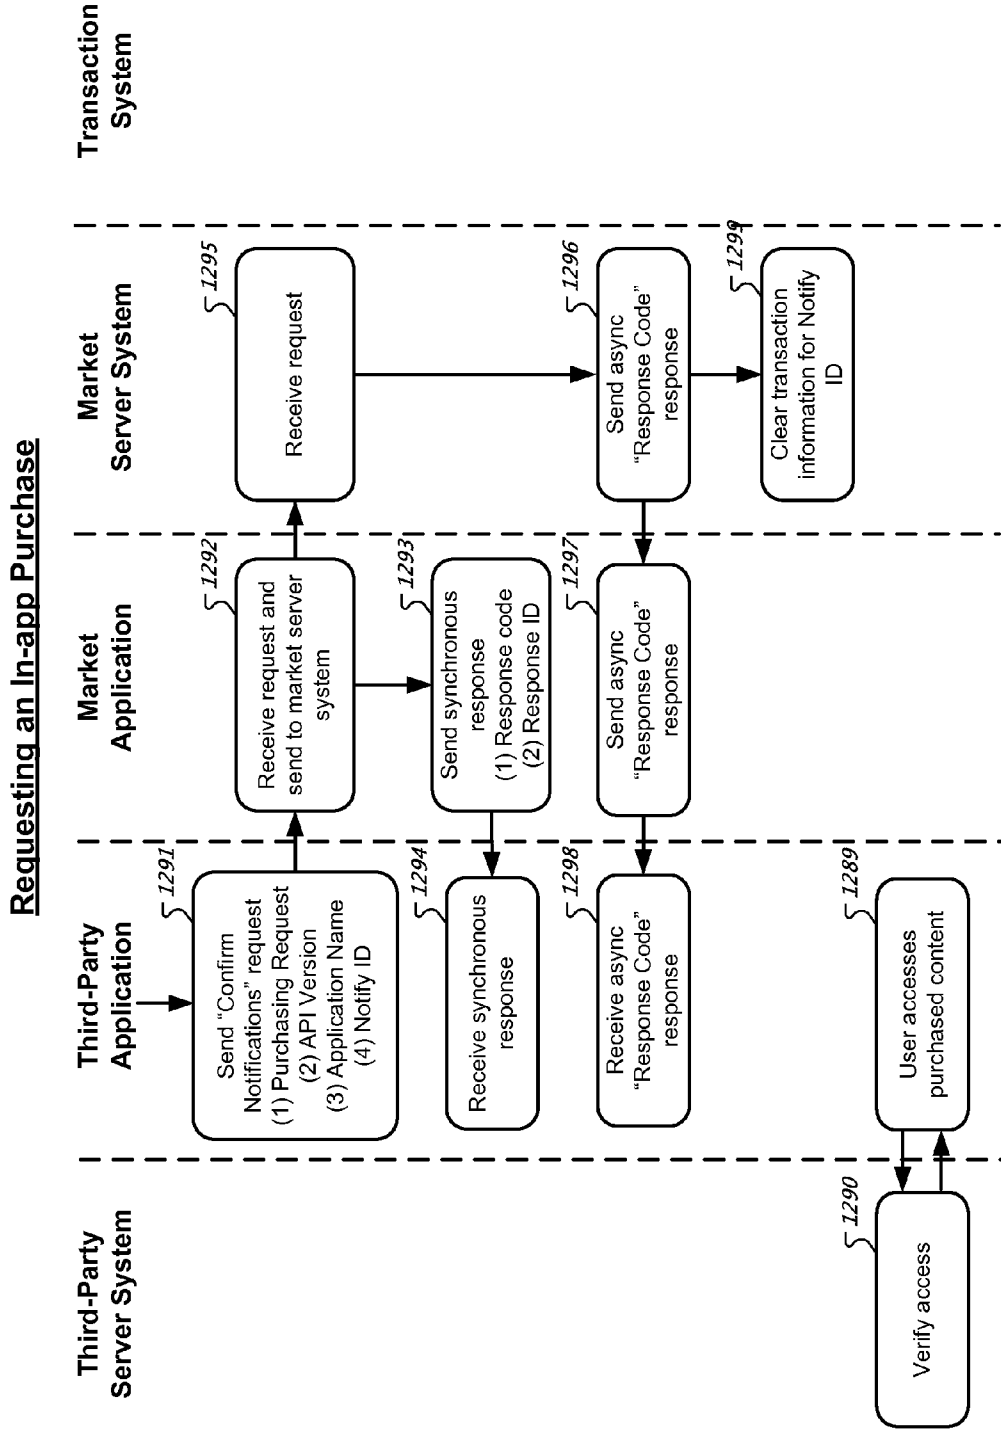 Requesting an In-app Purchase
Third-Party
Server System
Third-Party
Application
Market
Application
Market
Server System
Transaction
System
1291
Send “Confirm
Notifications” request
(1) Purchasing Request
(2) API Version
(3) Application Name
(4) Notify ID
1292
Receive request and
send to market server
system
1295
Receive request
1294
Receive synchronous
response
1293
Send synchronous
response
(1) Response code
(2) Response ID
1298
Receive async
“Response Code”
response
1297
Send async
“Response Code”
response
1296
Send async
“Response Code”
response
1299
Clear transaction
information for Notify
ID
1290
Verify access
1289
User accesses
purchased content